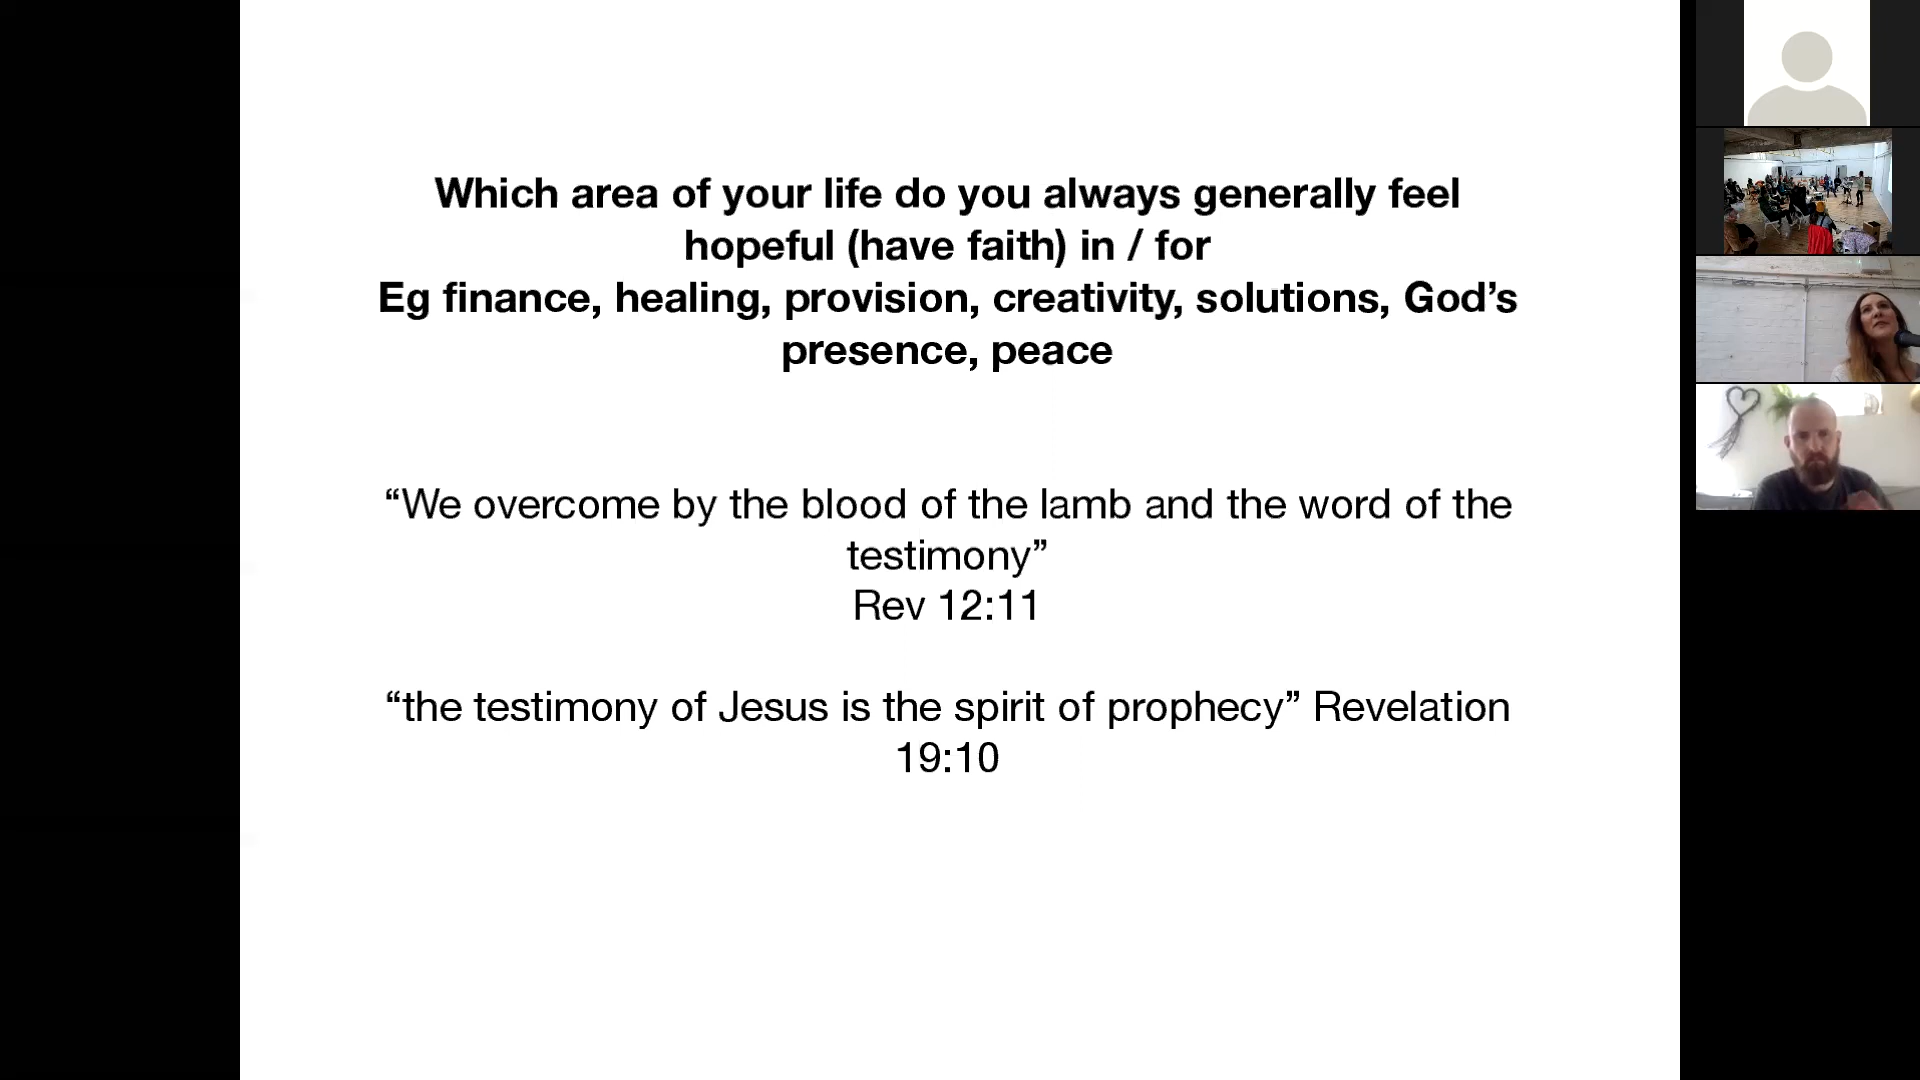 Which area of your life do you always generally feel
hopeful (have faith) in / for
Eg finance, healing, provision, creativity, solutions, God’s
presence, peace
“We overcome by the blood of the lamb and the word of the
testimony”
Rev 12:11
“the testimony of Jesus is the spirit of prophecy” Revelation
19:10